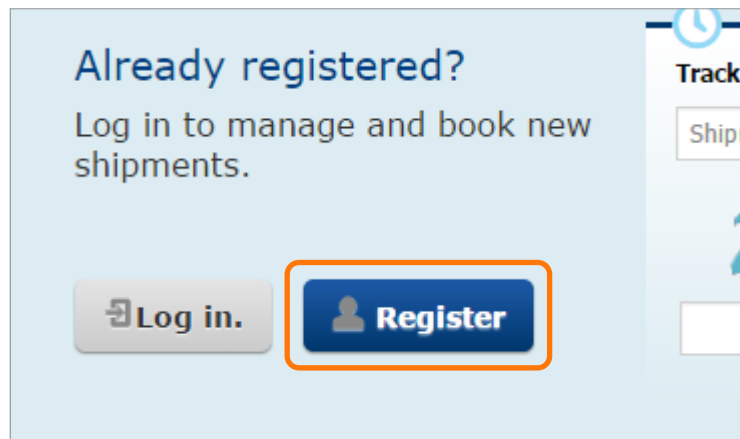 Already registered?
Log in to manage and book new
shipments.
Log in.
Register
Track